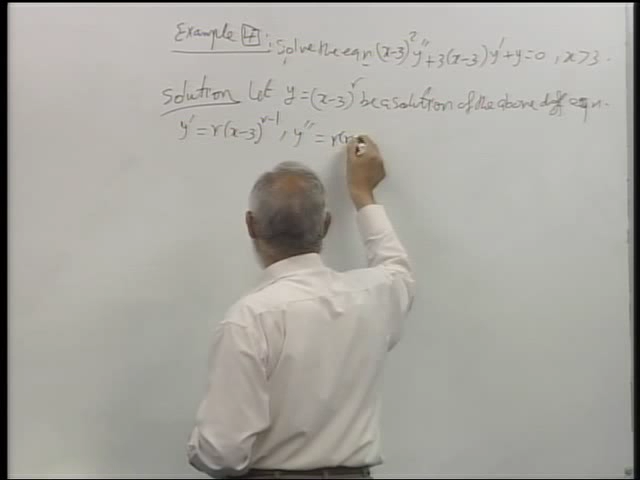 Example 4: Solve the eqn (x-3)²y''+3(x-3)y'+y=0, x>3.
Solution Let y=(x-3)^r be a solution of the above diff eqn.
y'=r(x-3)^{r-1}, y''=r(r